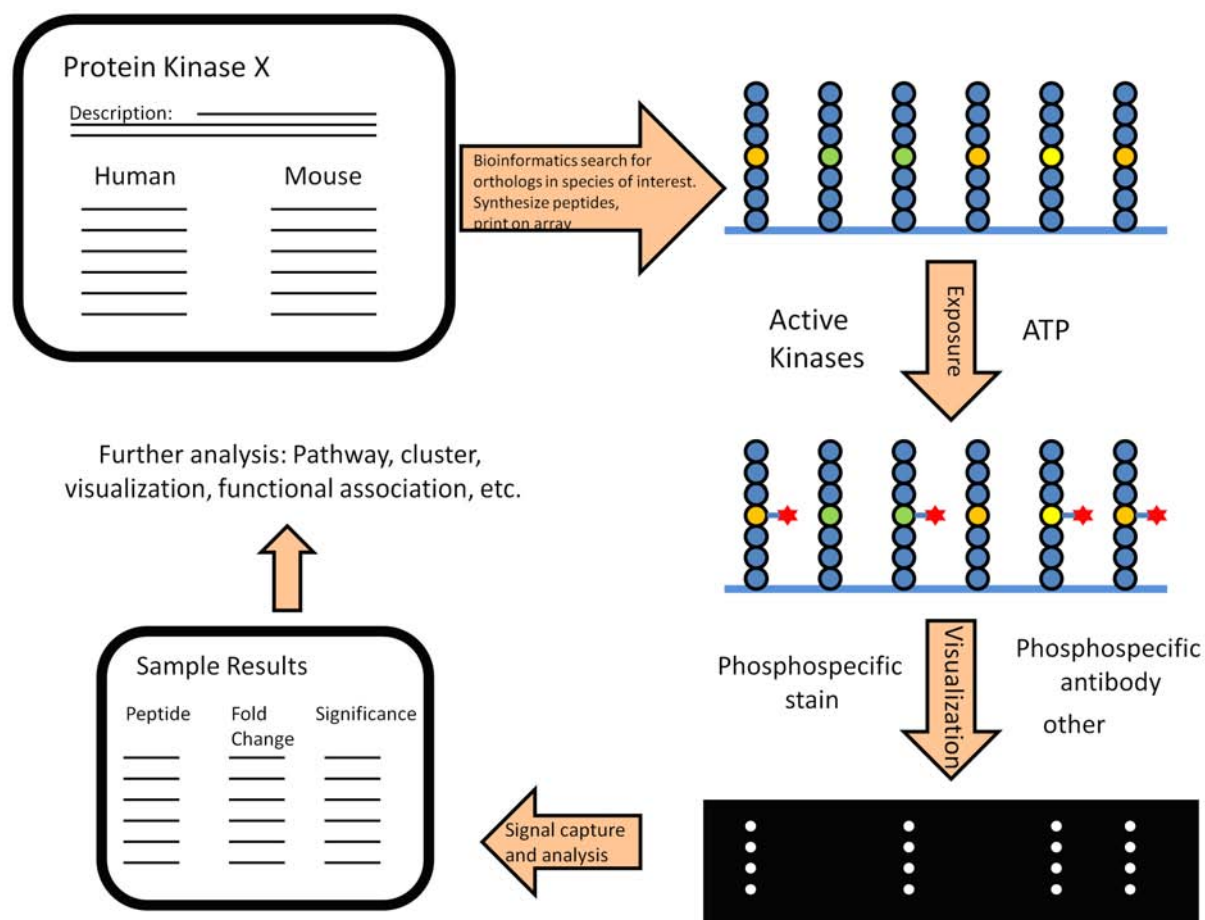 Protein Kinase X
Description:
Human Mouse
Bioinformatics search for
orthologs in species of interest.
Synthesize peptides,
print on array
Exposure
Active
Kinases
ATP
Visualization
Phosphospecific
stain
Phosphospecific
antibody
other
Signal capture
and analysis
Sample Results
Peptide Fold Significance
Change
Further analysis: Pathway, cluster,
visualization, functional association, etc.